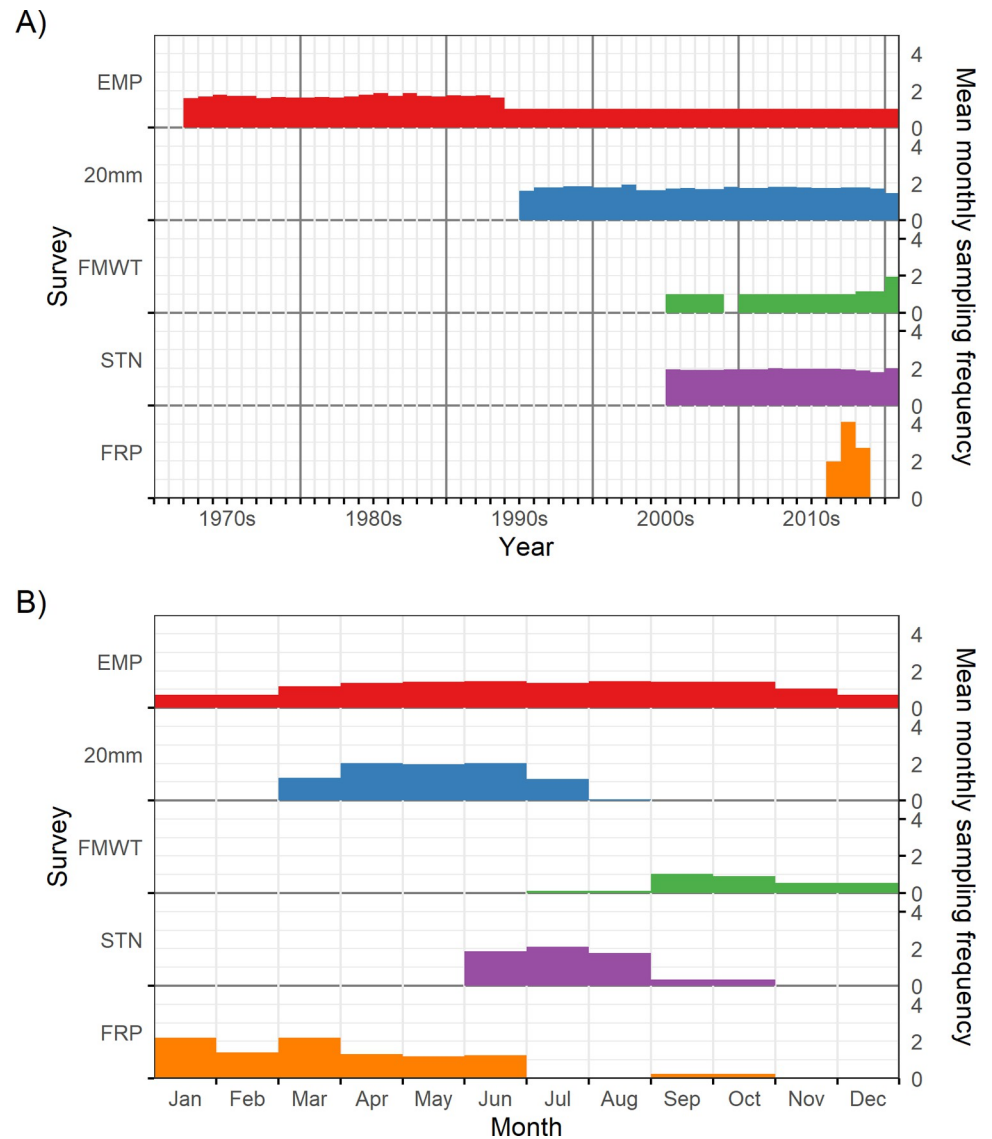 A)
EMP
20mm
FMWT
STN
FRP
Survey
4
2
0
4
2
0
4
2
0
4
2
0
4
2
0
Mean monthly sampling frequency
1970s 1980s 1990s 2000s 2010s
Year
B)
EMP
20mm
FMWT
STN
FRP
Survey
4
2
0
4
2
0
4
2
0
4
2
0
4
2
0
Mean monthly sampling frequency
Jan Feb Mar Apr May Jun Jul Aug Sep Oct Nov Dec
Month